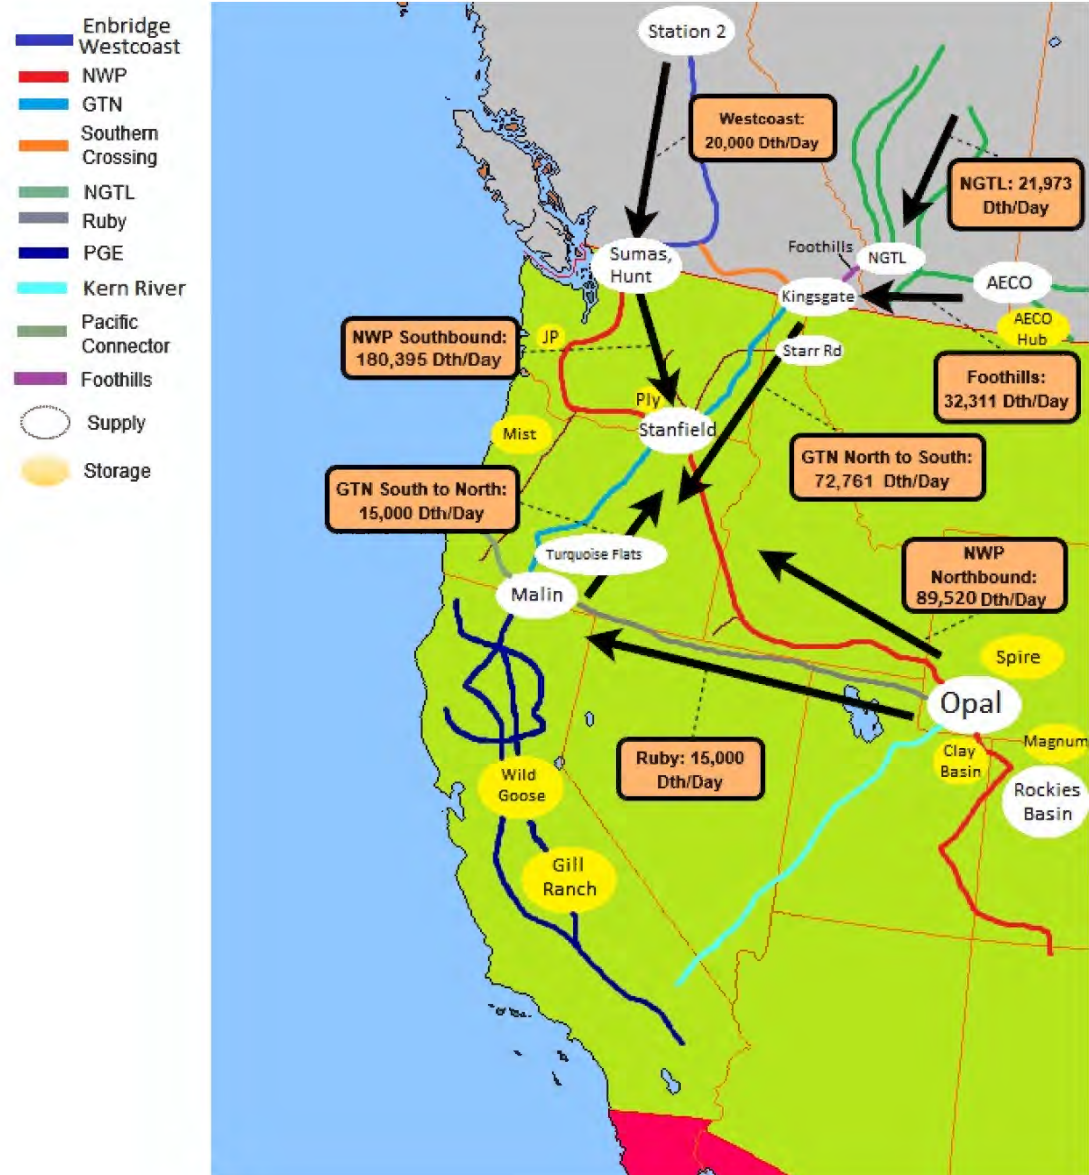 Enbridge
Westcoast
NWP
GTN
Southern
Crossing
NGTL
Ruby
PGE
Kern River
Pacific
Connector
Foothills
Supply
Storage
Station 2
Westcoast:
20,000 Dth/Day
NGTL: 21,973
Dth/Day
Foothills
NGTL
Sumas,
Hunt
Kingsgate
AECO
AECO
Hub
NWP Southbound:
180,395 Dth/Day
JP
Starr Rd
Foothills:
32,311 Dth/Day
Ply
Stanfield
Mist
GTN North to South:
72,761 Dth/Day
GTN South to North:
15,000 Dth/Day
Turquoise Flats
NWP
Northbound:
89,520 Dth/Day
Malin
Spire
Opal
Ruby: 15,000
Dth/Day
Clay
Basin
Magnum
Rockies
Basin
Wild
Goose
Gill
Ranch